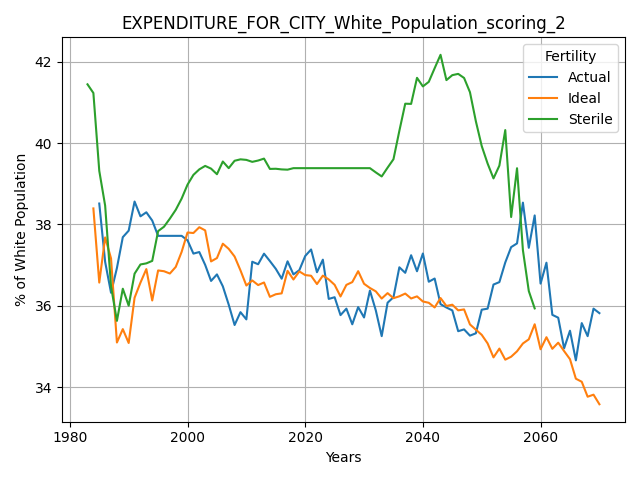 EXPENDITURE_FOR_CITY_White_Population_scoring_2
Fertility
Actual
Ideal
Sterile
% of White Population
42
40
38
36
34
1980
2000
2020
2040
2060
Years